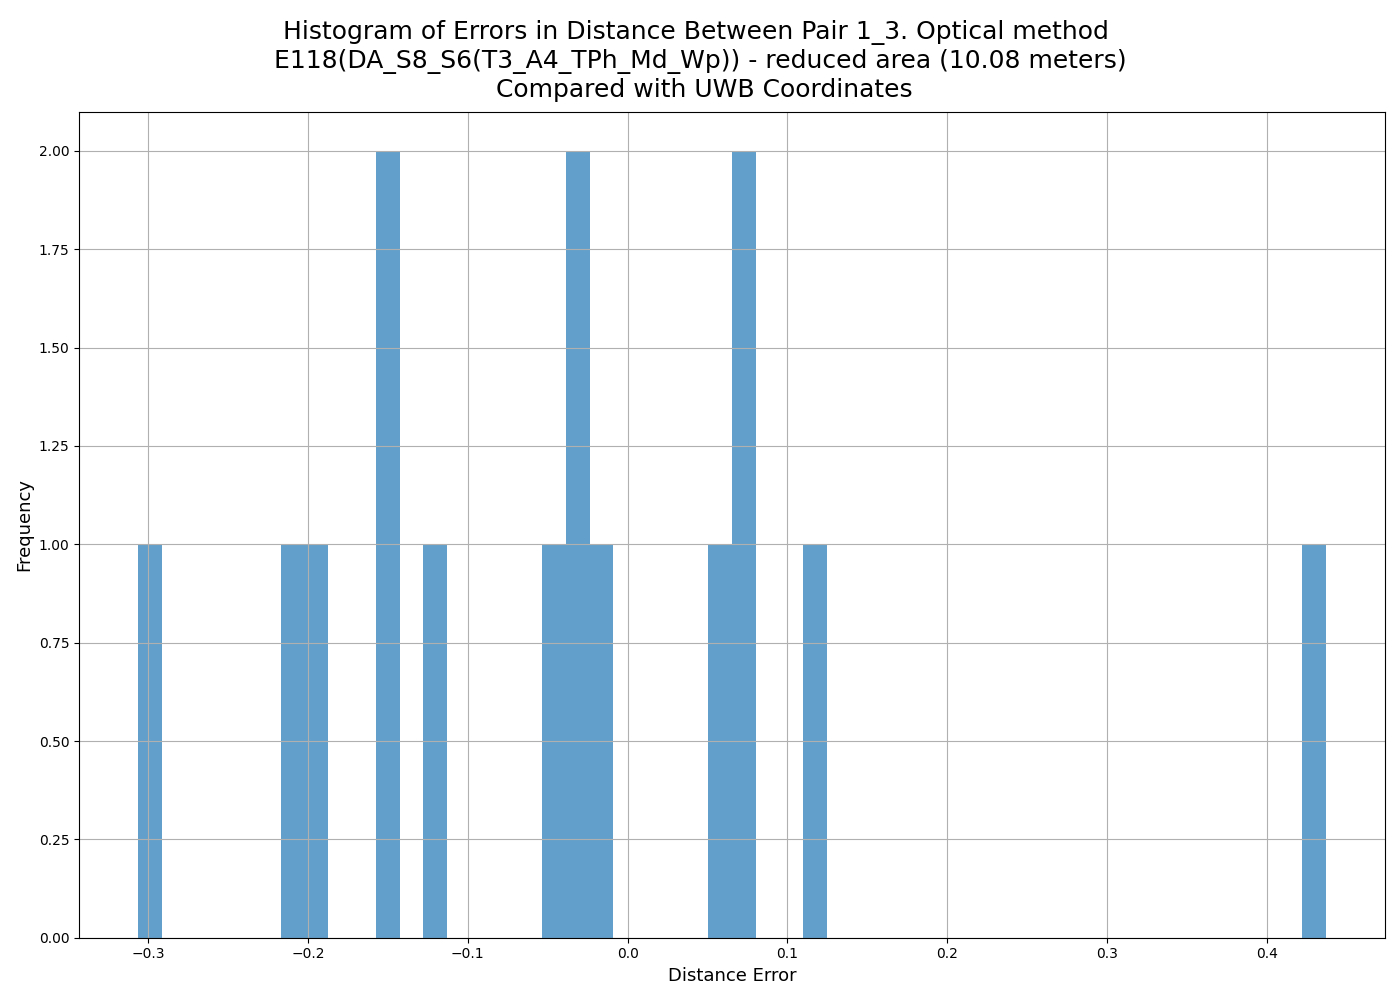 Histogram of Errors in Distance Between Pair 1_3. Optical method
E118(DA_S8_S6(T3_A4_TPh_Md_Wp)) - reduced area (10.08 meters)
Compared with UWB Coordinates
2.00
1.75
1.50
1.25
1.00
0.75
0.50
0.25
0.00
Frequency
−0.3 −0.2 −0.1 0.0 0.1 0.2 0.3 0.4
Distance Error